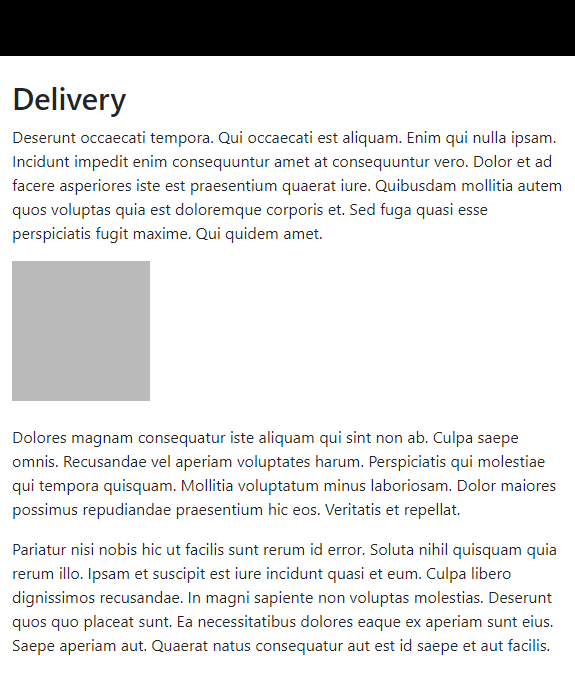 Delivery
Deserunt occaecati tempora. Qui occaecati est aliquam. Enim qui nulla ipsam.
Incidunt impedit enim consequuntur amet at consequuntur vero. Dolor et ad
facere asperiores iste est praesentium quaerat iure. Quibusdam mollitia autem
quos voluptas quia est doloremque corporis et. Sed fuga quasi esse
perspiciatis fugit maxime. Qui quidem amet.
Dolores magnam consequatur iste aliquam qui sint non ab. Culpa saepe
omnis. Recusandae vel aperiam voluptates harum. Perspiciatis qui molestiae
qui tempora quisquam. Mollitia voluptatum minus laboriosam. Dolor maiores
possimus repudiandae praesentium hic eos. Veritatis et repellat.
Pariatur nisi nobis hic ut facilis sunt rerum id error. Soluta nihil quisquam quia
rerum illo. Ipsam et suscipit est iure incidunt quasi et eum. Culpa libero
dignissimos recusandae. In magni sapiente non voluptas molestias. Deserunt
quos quo placeat sunt. Ea necessitatibus dolores eaque ex aperiam sunt eius.
Saepe aperiam aut. Quaerat natus consequatur aut est id saepe et aut facilis.